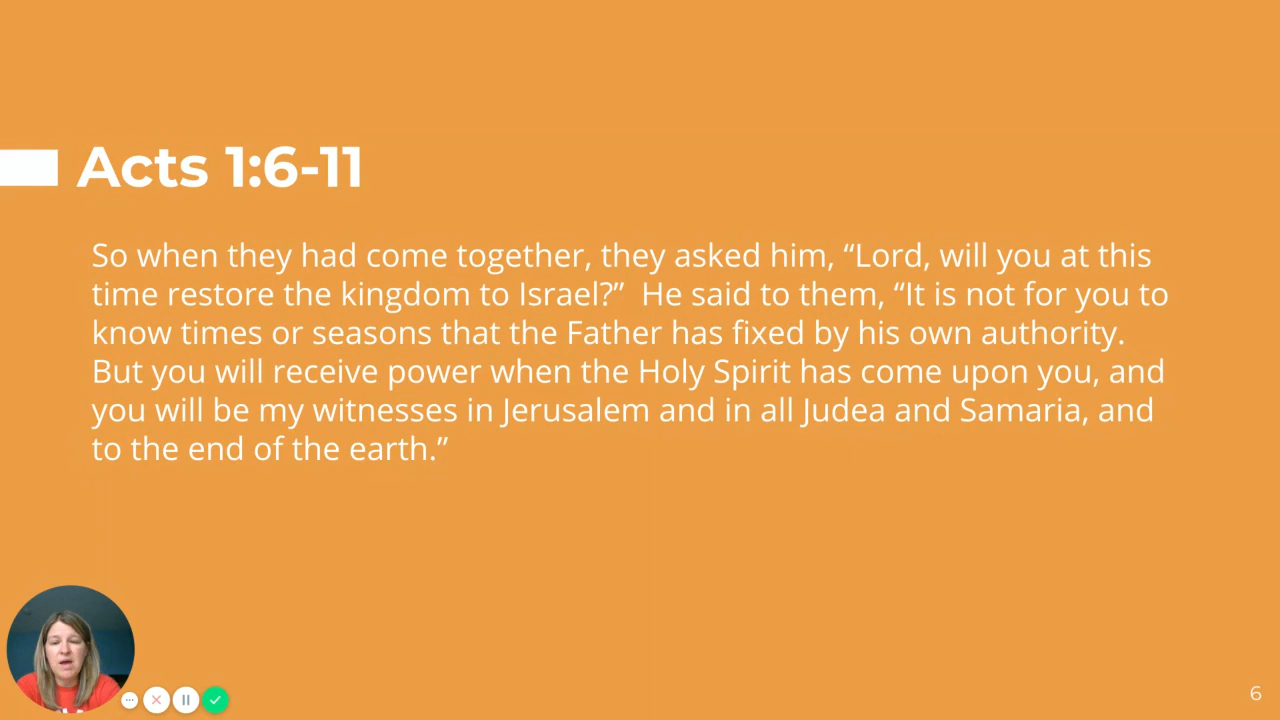 Acts 1:6-11
So when they had come together, they asked him, “Lord, will you at this
time restore the kingdom to Israel?”  He said to them, “It is not for you to
know times or seasons that the Father has fixed by his own authority.
But you will receive power when the Holy Spirit has come upon you, and
you will be my witnesses in Jerusalem and in all Judea and Samaria, and
to the end of the earth.”
6